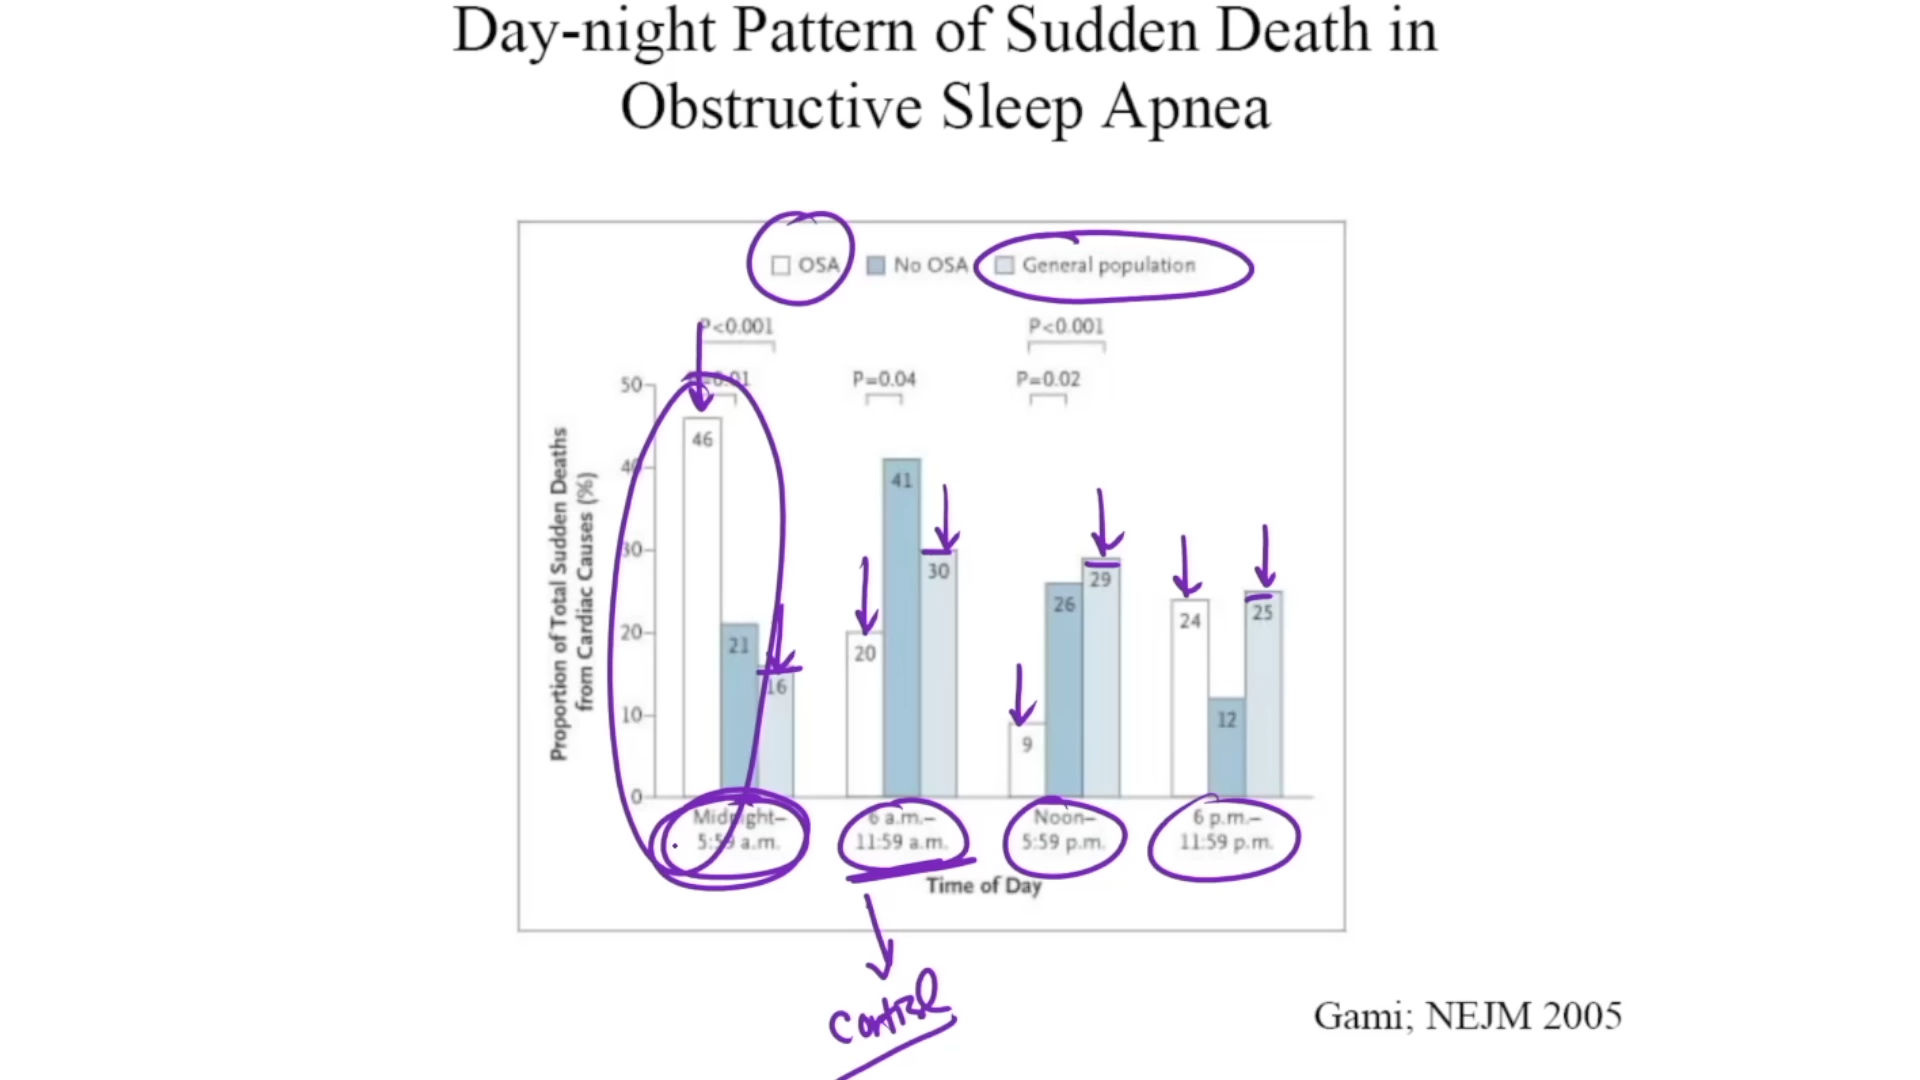 Day-night Pattern of Sudden Death in
Obstructive Sleep Apnea
OSA No OSA General population
P<0.001 P<0.001
P=0.04 P=0.02
50
40
30
20
10
0
Proportion of Total Sudden Deaths
from Cardiac Causes (%)
46 21 16
20 41 30
9 26 29
24 12 25
Midnight–
5:59 a.m.
6 a.m.–
11:59 a.m.
Noon–
5:59 p.m.
6 p.m.–
11:59 p.m.
Time of Day
Gami; NEJM 2005